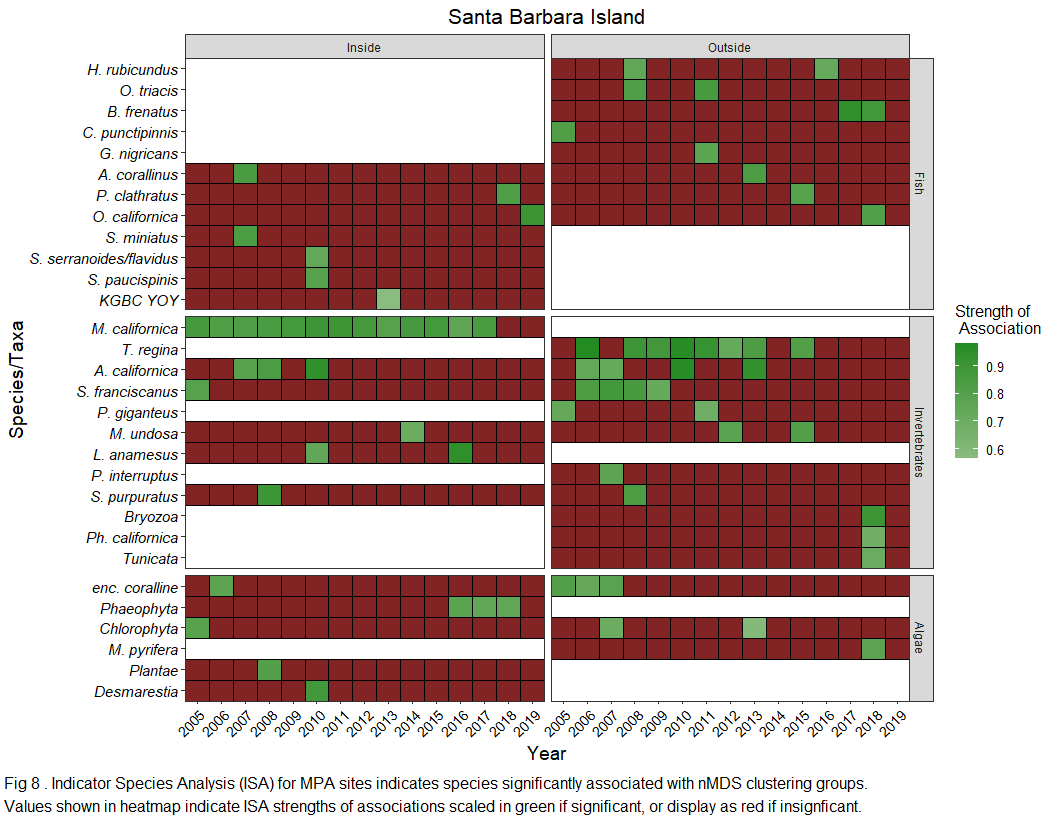 Santa Barbara Island
Inside
Outside
H. rubicundus
O. triacis
B. frenatus
C. punctipinnis
G. nigricans
A. corallinus
P. clathratus
O. californica
S. miniatus
S. serranoides/flavidus
S. paucispinis
KGBC YOY
Fish
M. californica
T. regina
A. californica
S. franciscanus
P. giganteus
M. undosa
L. anamesus
P. interruptus
S. purpuratus
Bryozoa
Ph. californica
Tunicata
Invertebrates
enc. coralline
Phaeophyta
Chlorophyta
M. pyrifera
Plantae
Desmarestia
Algae
Species/Taxa
Strength of
Association
0.9
0.8
0.7
0.6
2005 2006 2007 2008 2009 2010 2011 2012 2013 2014 2015 2016 2017 2018 2019 2005 2006 2007 2008 2009 2010 2011 2012 2013 2014 2015 2016 2017 2018 2019
Year
Fig 8 . Indicator Species Analysis (ISA) for MPA sites indicates species significantly associated with nMDS clustering groups.
Values shown in heatmap indicate ISA strengths of associations scaled in green if significant, or display as red if insignficant.